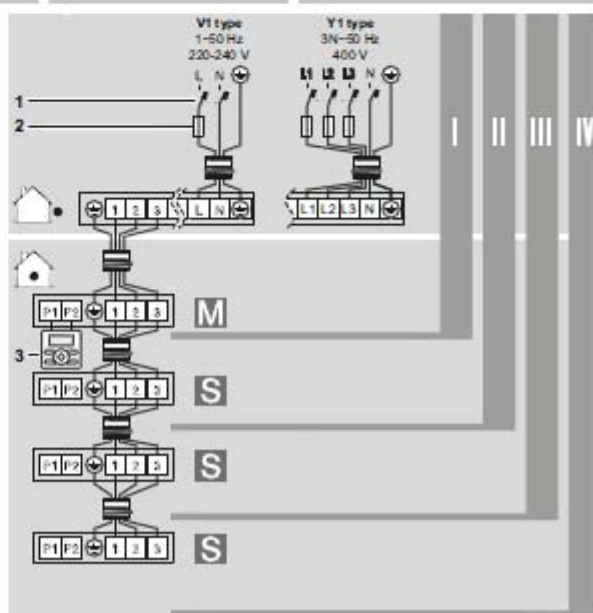 V1 type Y1 type
1~50 Hz 3N~50 Hz
220-240 V 400 V
L N L1 L2 L3 N
1
2
I II III IV
1 2 3 L N L1 L2 L3 N
P1 P2 1 2 3 M
3
P1 P2 1 2 3 S
P1 P2 1 2 3 S
P1 P2 1 2 3 S